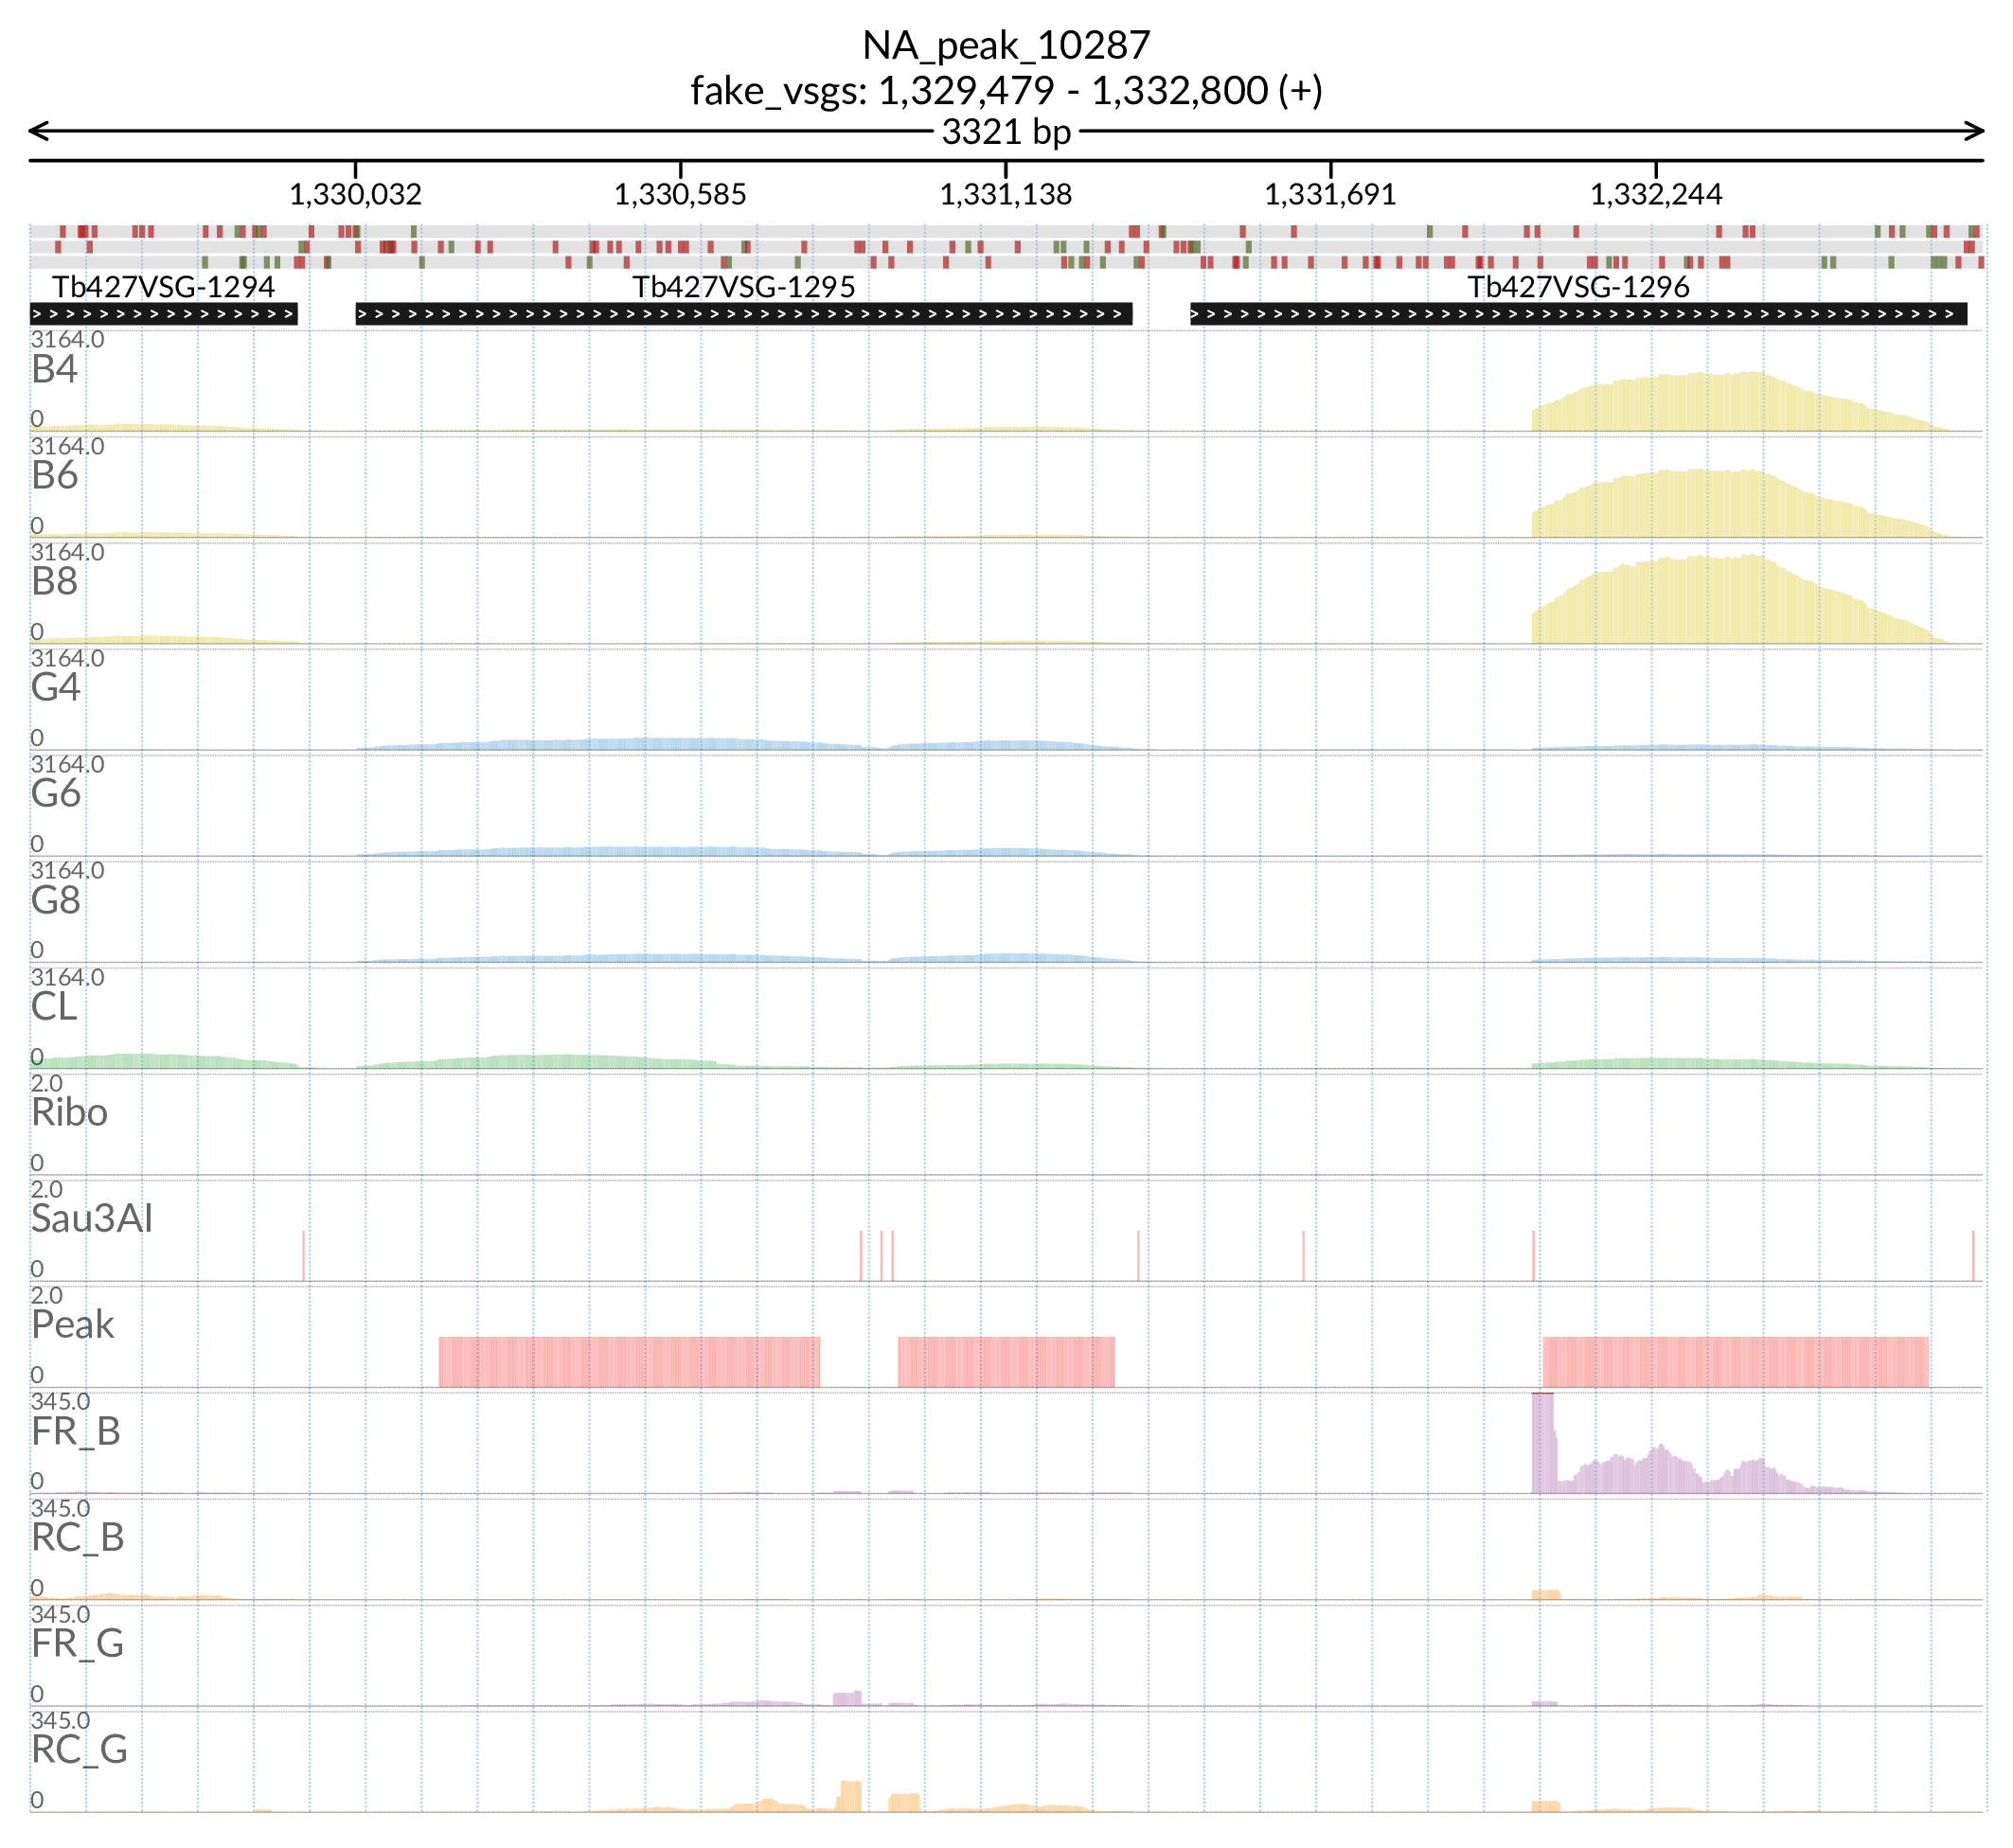 NA_peak_10287
fake_vsgs: 1,329,479 - 1,332,800 (+)
3321 bp
1,330,032 1,330,585 1,331,138 1,331,691 1,332,244
Tb427VSG-1294 Tb427VSG-1295 Tb427VSG-1296
3164.0
B4
0
3164.0
B6
0
3164.0
B8
0
3164.0
G4
0
3164.0
G6
0
3164.0
G8
0
3164.0
CL
0
2.0
Ribo
0
2.0
Sau3AI
0
2.0
Peak
0
345.0
FR_B
0
345.0
RC_B
0
345.0
FR_G
0
345.0
RC_G
0